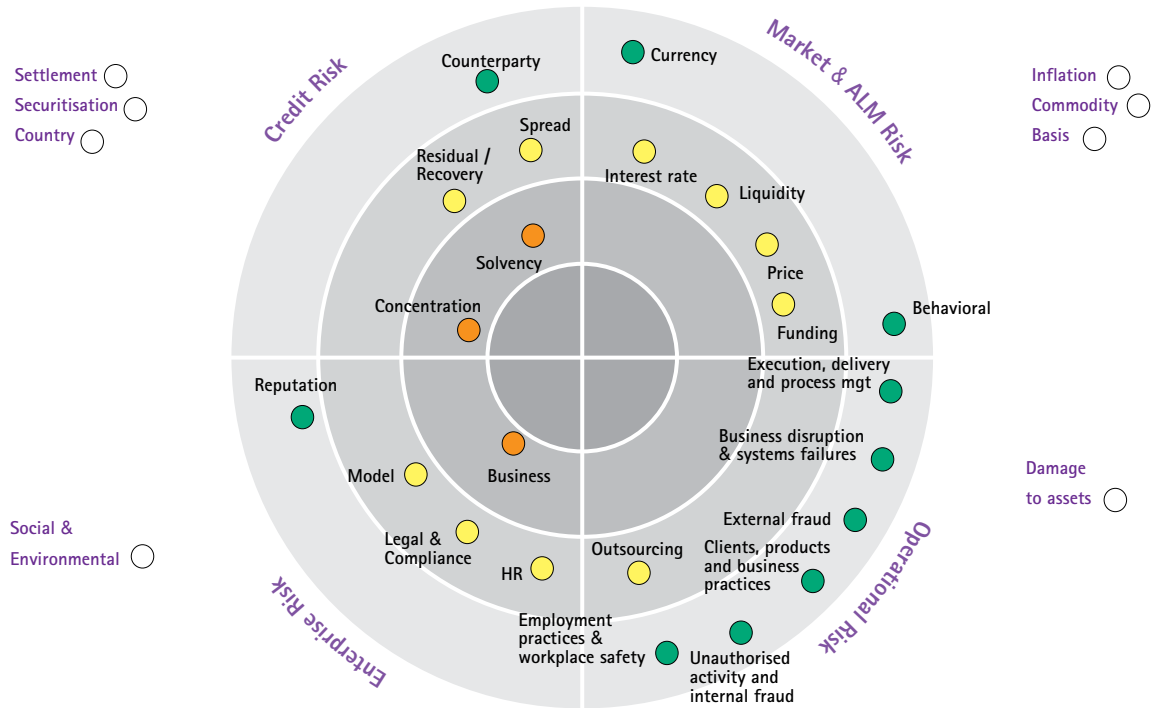 Credit Risk
Settlement
Securitisation
Country
Counterparty
Spread
Residual /
Recovery
Solvency
Concentration
Market & ALM Risk
Currency
Interest rate
Liquidity
Price
Funding
Behavioral
Inflation
Commodity
Basis
Enterprise Risk
Reputation
Model
Legal &
Compliance
HR
Business
Social &
Environmental
Operational Risk
Execution, delivery
and process mgt
Business disruption
& systems failures
External fraud
Clients, products
and business
practices
Outsourcing
Employment
practices &
workplace safety
Unauthorised
activity and
internal fraud
Damage
to assets